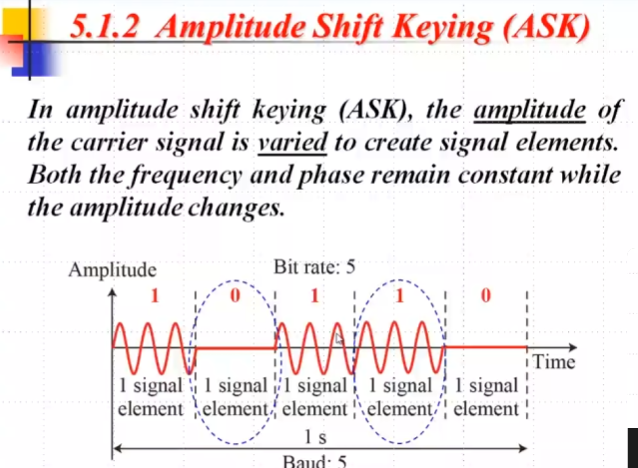 5.1.2 Amplitude Shift Keying (ASK)
In amplitude shift keying (ASK), the amplitude of
the carrier signal is varied to create signal elements.
Both the frequency and phase remain constant while
the amplitude changes.
Amplitude
Bit rate: 5
1 0 1 1 0
Time
1 signal 1 signal 1 signal 1 signal 1 signal
element element element element element
1 s
Baud: 5